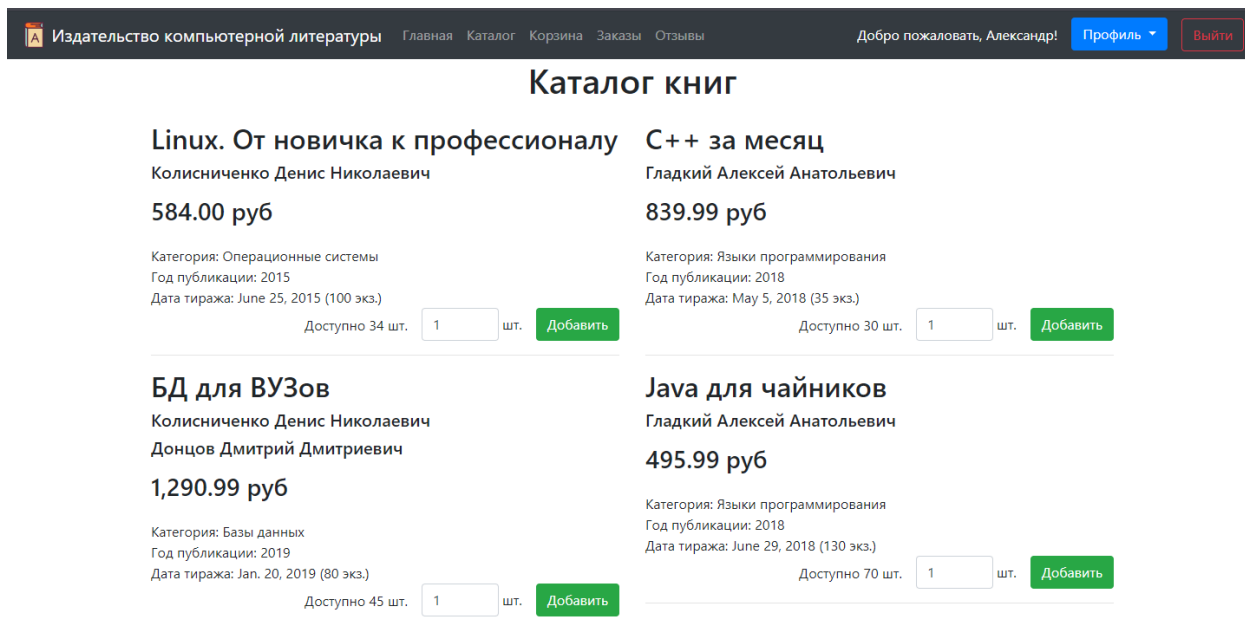 Издательство компьютерной литературы Главная Каталог Корзина Заказы Отзывы Добро пожаловать, Александр! Профиль Выйти
Каталог книг
Linux. От новичка к профессионалу
Колисниченко Денис Николаевич
584.00 руб
Категория: Операционные системы
Год публикации: 2015
Дата тиража: June 25, 2015 (100 экз.)
Доступно 34 шт. 1 шт. Добавить
C++ за месяц
Гладкий Алексей Анатольевич
839.99 руб
Категория: Языки программирования
Год публикации: 2018
Дата тиража: May 5, 2018 (35 экз.)
Доступно 30 шт. 1 шт. Добавить
БД для ВУЗов
Колисниченко Денис Николаевич
Донцов Дмитрий Дмитриевич
1,290.99 руб
Категория: Базы данных
Год публикации: 2019
Дата тиража: Jan. 20, 2019 (80 экз.)
Доступно 45 шт. 1 шт. Добавить
Java для чайников
Гладкий Алексей Анатольевич
495.99 руб
Категория: Языки программирования
Год публикации: 2018
Дата тиража: June 29, 2018 (130 экз.)
Доступно 70 шт. 1 шт. Добавить